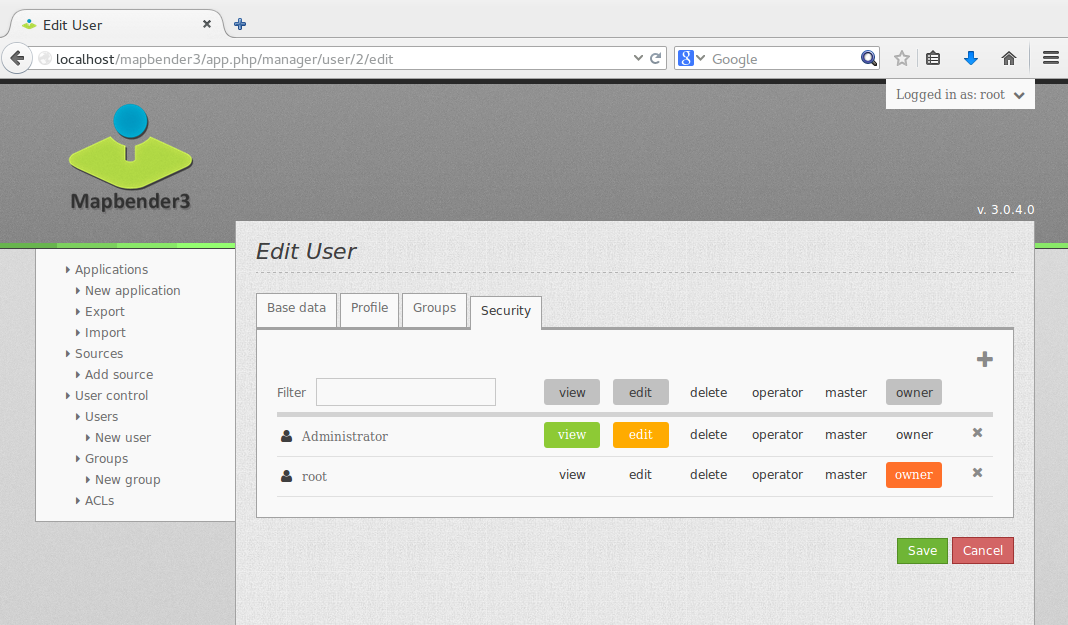 Edit User
localhost/mapbender3/app.php/manager/user/2/edit
Google
Logged in as: root
Mapbender3
v. 3.0.4.0
Applications
New application
Export
Import
Sources
Add source
User control
Users
New user
Groups
New group
ACLs
Edit User
Base data Profile Groups Security
Filter view edit delete operator master owner
Administrator view edit delete operator master owner
root view edit delete operator master owner
Save Cancel